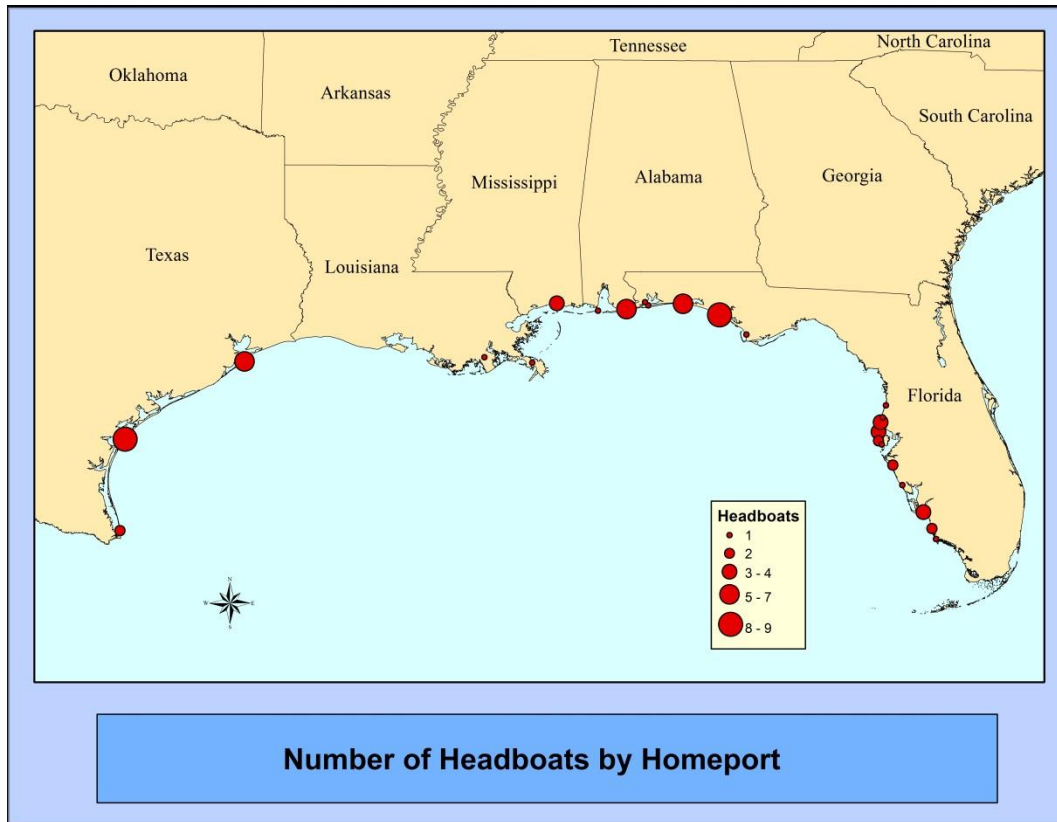 Tennessee
North Carolina
Oklahoma
Arkansas
South Carolina
Mississippi
Alabama
Georgia
Texas
Louisiana
Florida
Headboats
1
2
3 - 4
5 - 7
8 - 9
N
W
E
S
Number of Headboats by Homeport